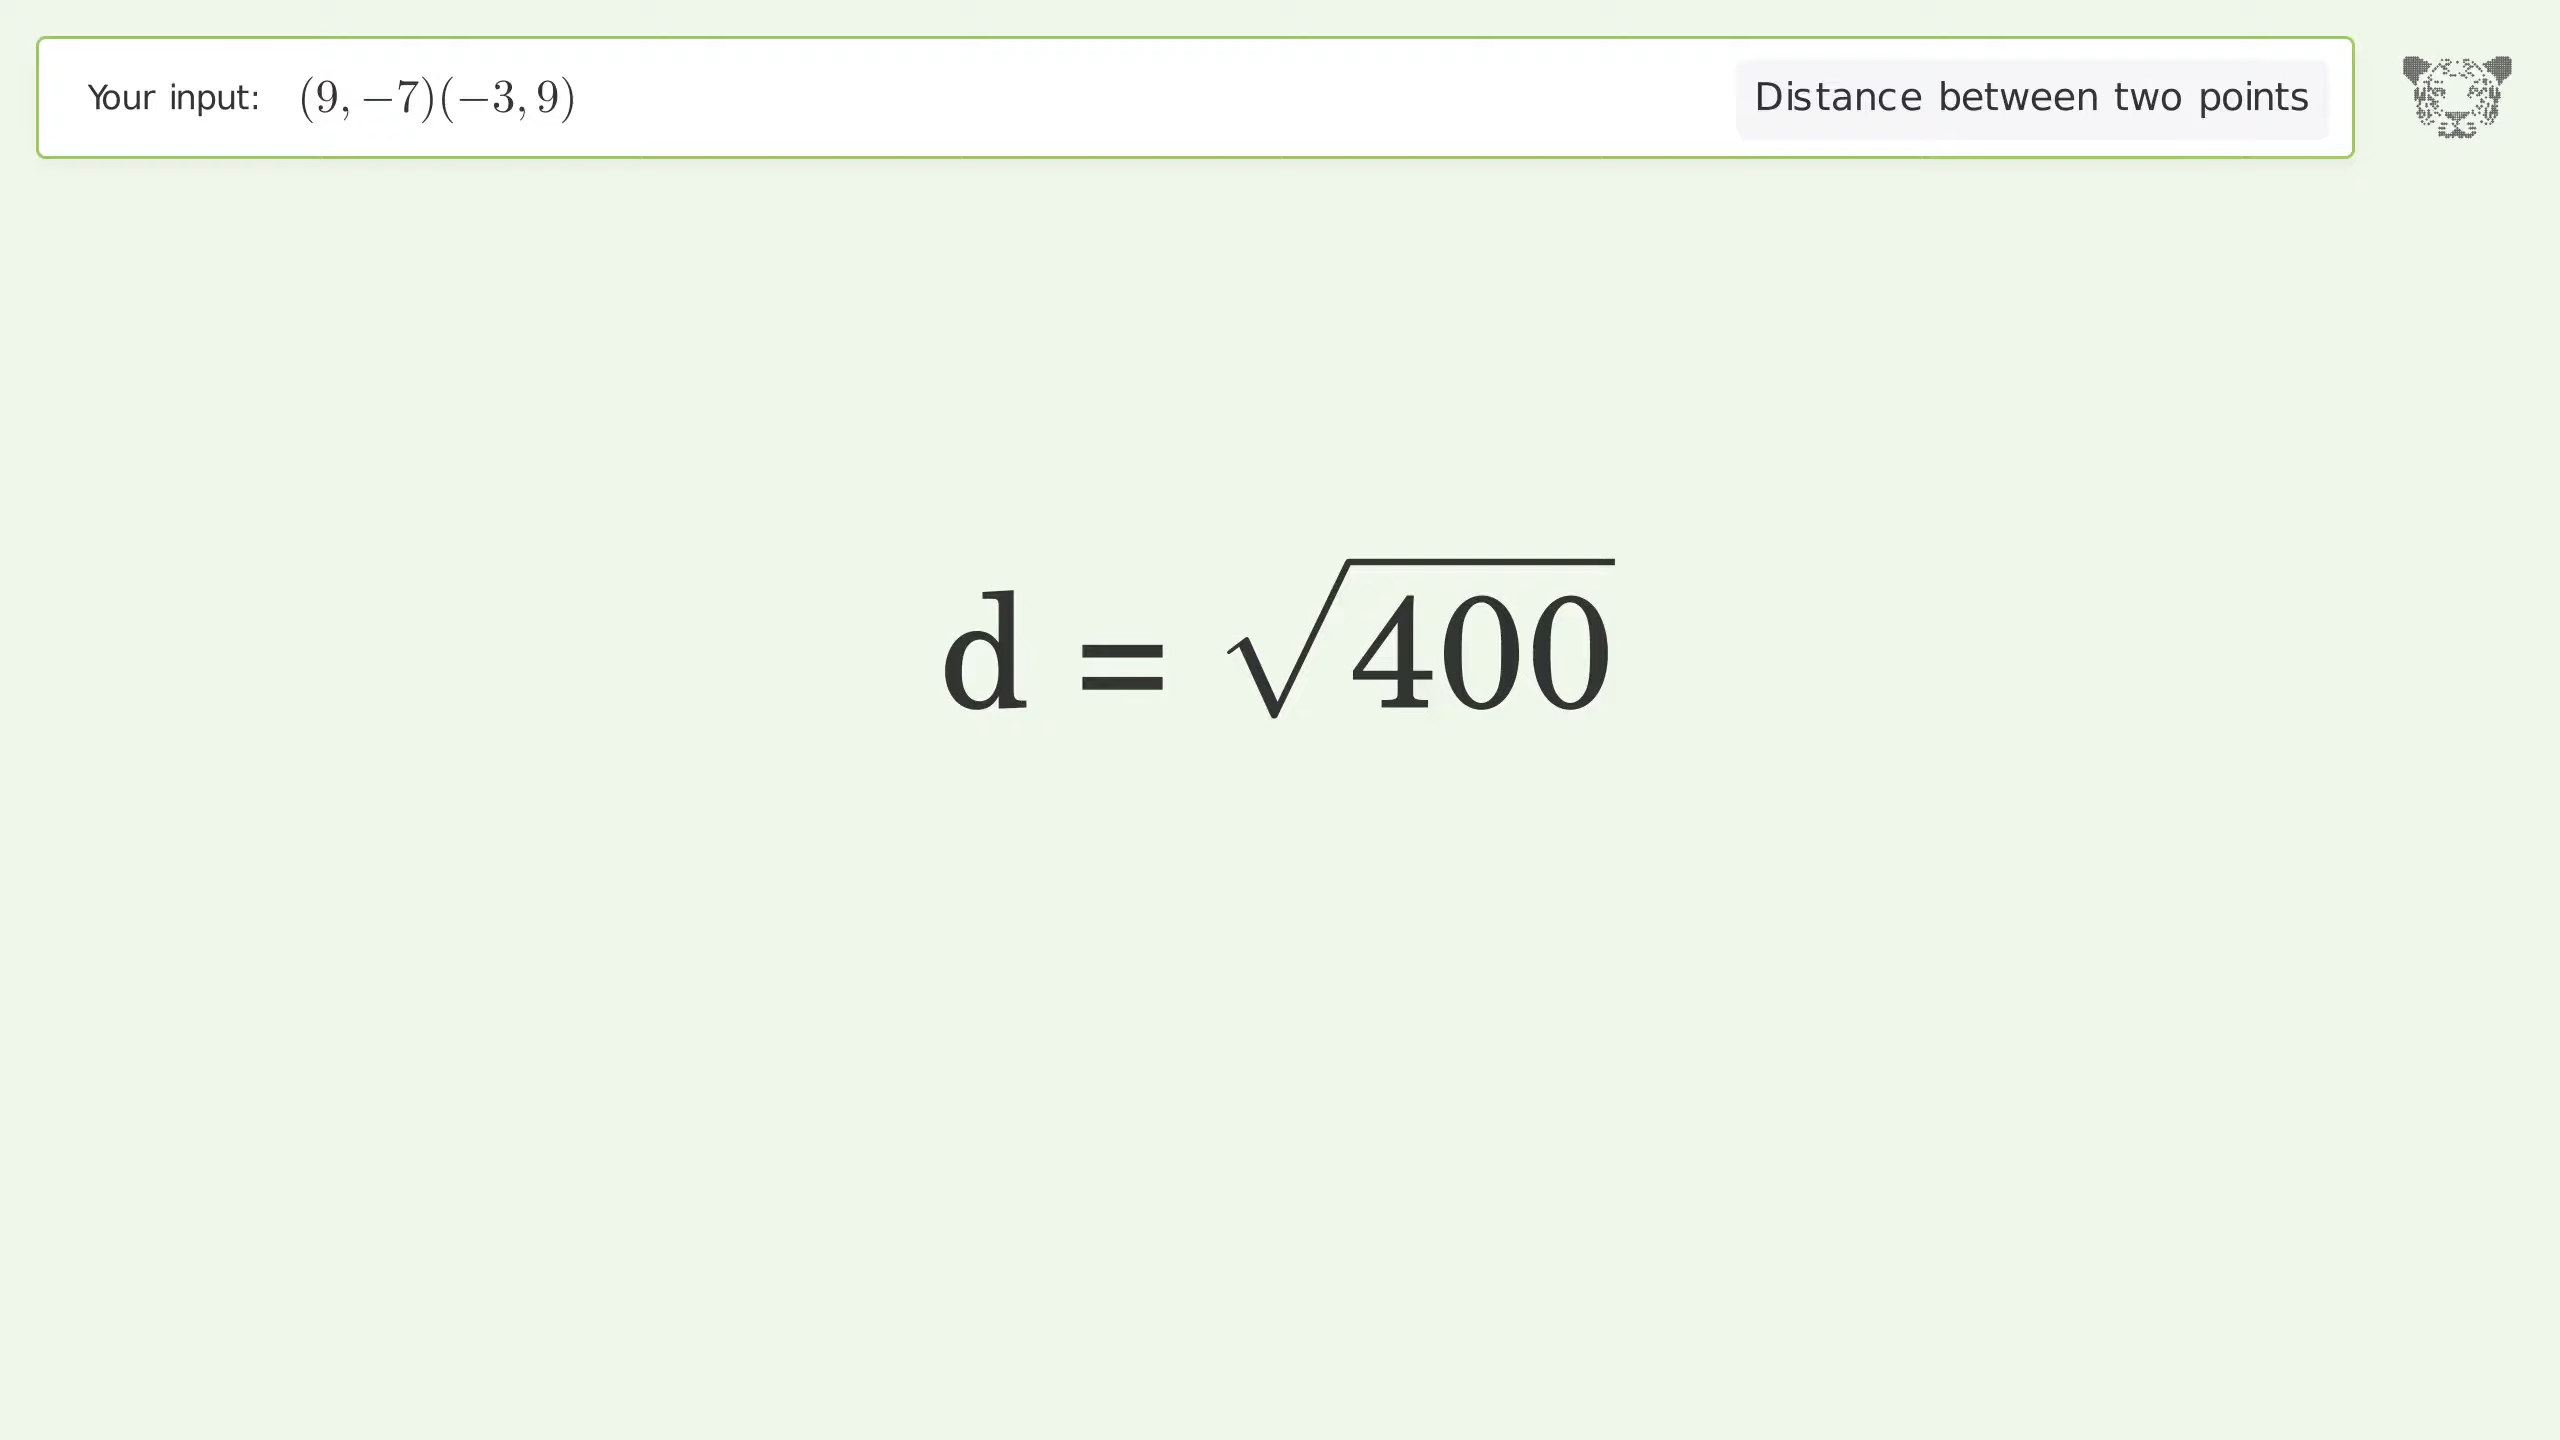 Your input: (9, −7)(−3, 9) Distance between two points
d = √400